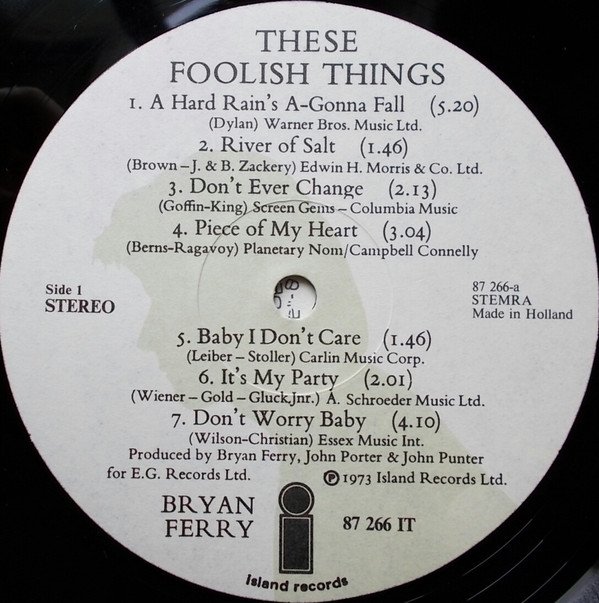 THESE
FOOLISH THINGS
1. A Hard Rain's A-Gonna Fall (5.20)
(Dylan) Warner Bros. Music Ltd.
2. River of Salt (1.46)
(Brown – J. & B. Zackery) Edwin H. Morris & Co. Ltd.
3. Don't Ever Change (2.13)
(Goffin-King) Screen Gems – Columbia Music
4. Piece of My Heart (3.04)
(Berns-Ragavoy) Planetary Nom/Campbell Connelly
Side 1
STEREO
87 266-a
STEMRA
Made in Holland
5. Baby I Don't Care (1.46)
(Leiber – Stoller) Carlin Music Corp.
6. It's My Party (2.01)
(Wiener – Gold – Gluck,Jnr.) A. Schroeder Music Ltd.
7. Don't Worry Baby (4.10)
(Wilson-Christian) Essex Music Int.
Produced by Bryan Ferry, John Porter & John Punter
for E.G. Records Ltd. ℗ 1973 Island Records Ltd.
BRYAN
FERRY
i
87 266 IT
island records